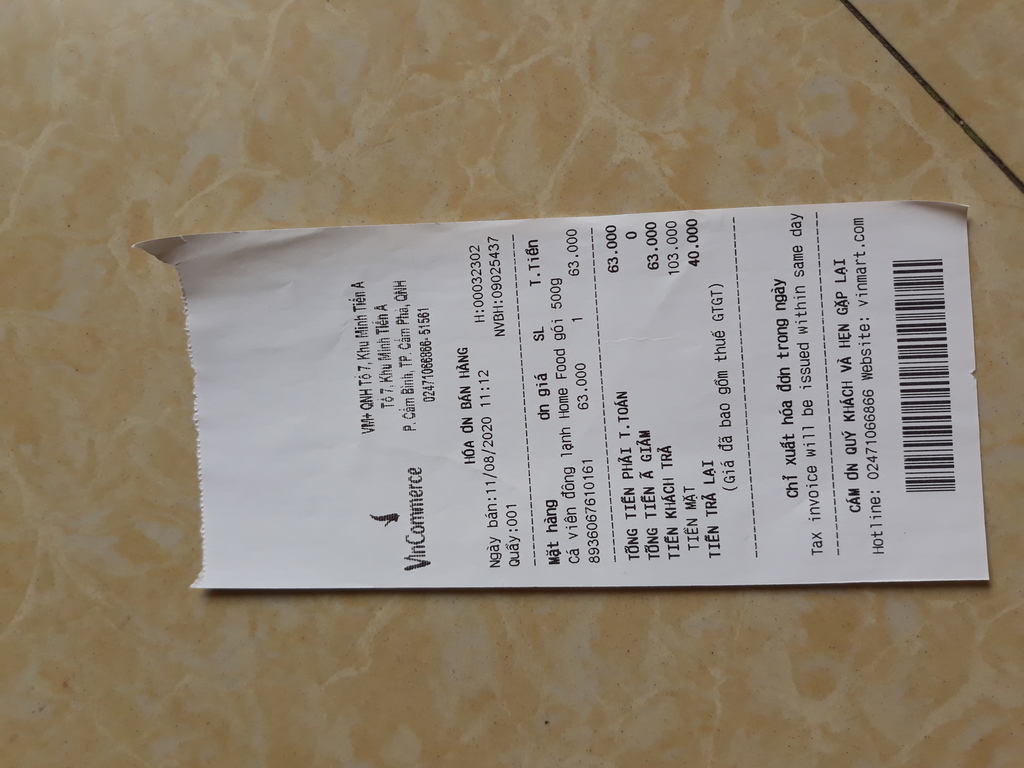 VinCommerce
VM+ QNH Tổ 7, Khu Minh Tiến A
Tổ 7, Khu Minh Tiến A
P. Cẩm Bình, TP. Cẩm Phả, QNH
02471066866-51561
HÓA ƠN BÁN HÀNG
Ngày bán:11/08/2020 11:12 H:00032302
Quầy:001 NVBH:09025437
Mặt hàng ơn giá SL T.Tiền
Cá viên đông lạnh Home Food gói 500g
8936067610161 63.000 1 63.000
TỔNG TIỀN PHẢI T.TOÁN 63.000
TỔNG TIỀN Ã GIẢM 0
TIỀN KHÁCH TRẢ 63.000
TIỀN MẶT 103.000
TIỀN TRẢ LẠI 40.000
(Giá đã bao gồm thuế GTGT)
Chỉ xuất hóa đơn trong ngày
Tax invoice will be issued within same day
CẢM ƠN QUÝ KHÁCH VÀ HẸN GẶP LẠI
Hotline: 02471066866 Website: vinmart.com